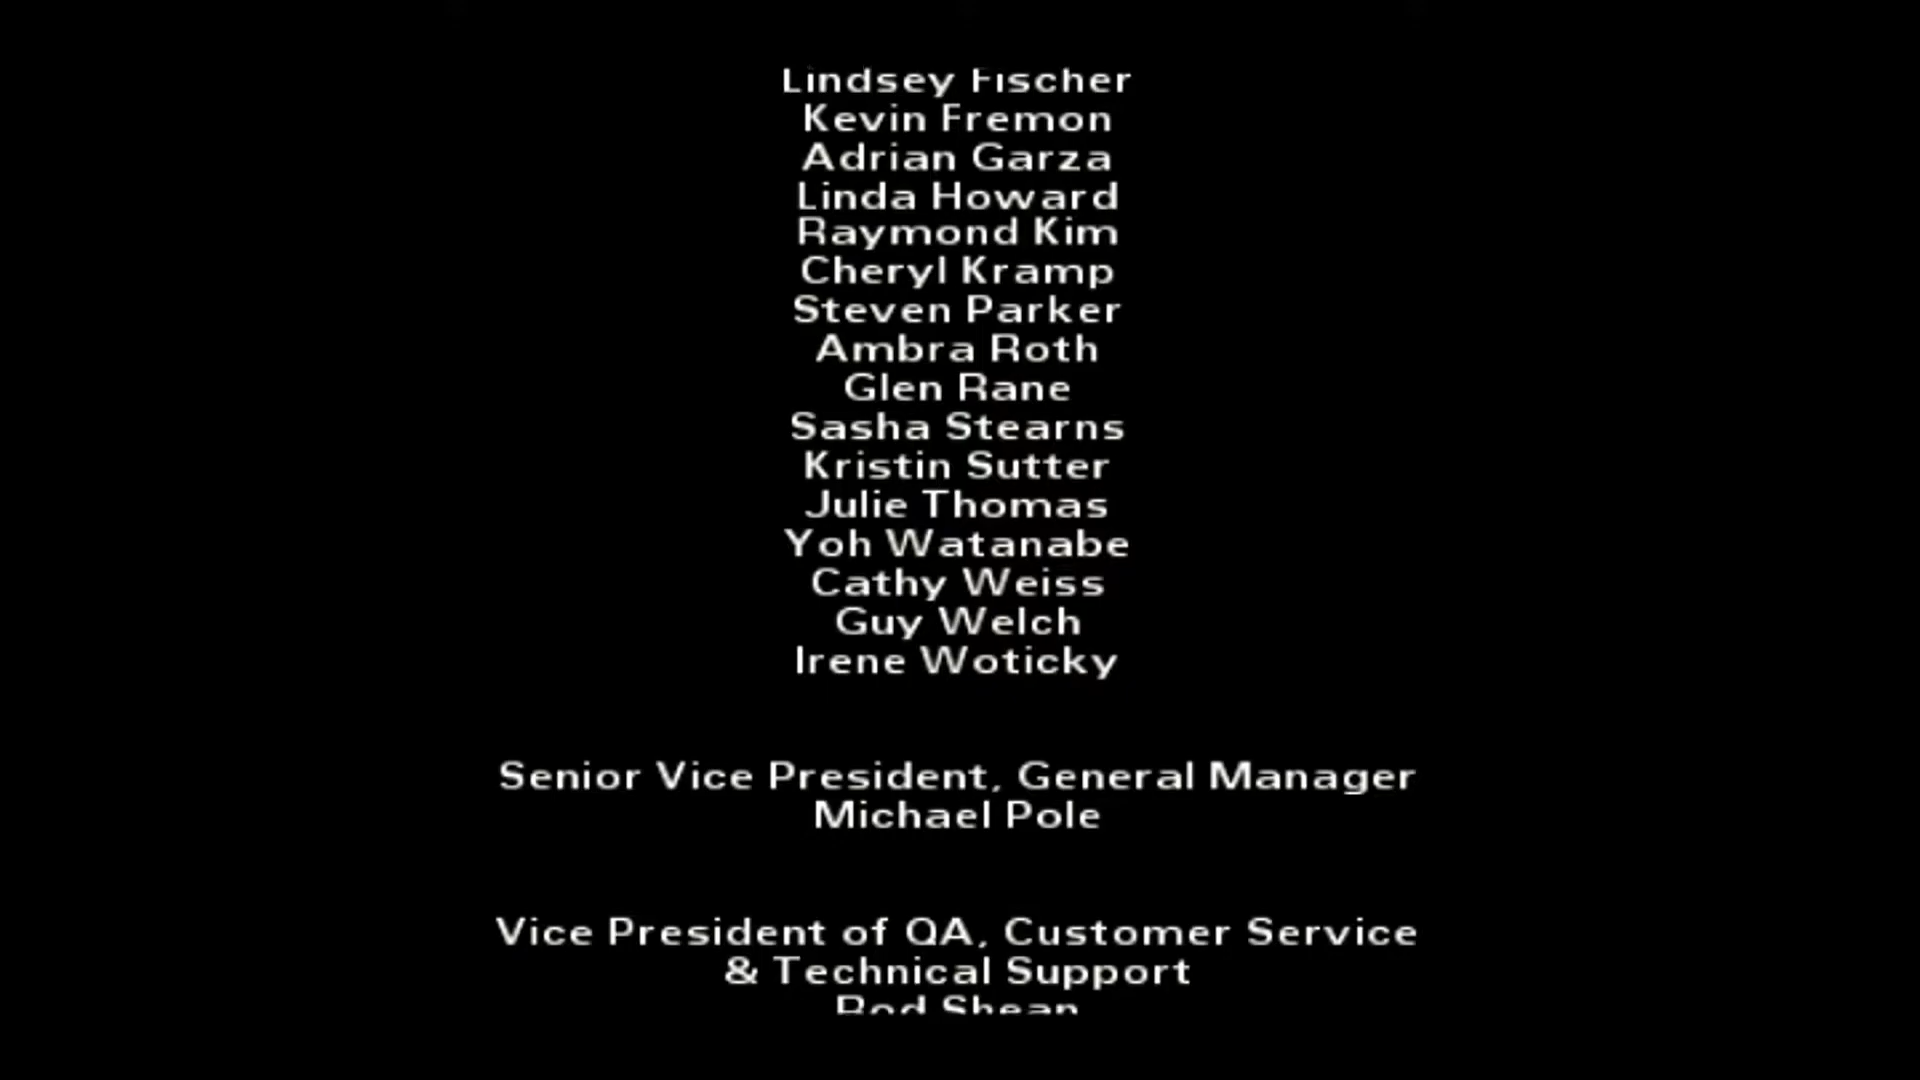 Lindsey Fischer
Kevin Fremon
Adrian Garza
Linda Howard
Raymond Kim
Cheryl Kramp
Steven Parker
Ambra Roth
Glen Rane
Sasha Stearns
Kristin Sutter
Julie Thomas
Yoh Watanabe
Cathy Weiss
Guy Welch
Irene Woticky
Senior Vice President, General Manager
Michael Pole
Vice President of QA, Customer Service
& Technical Support
Rod Shean